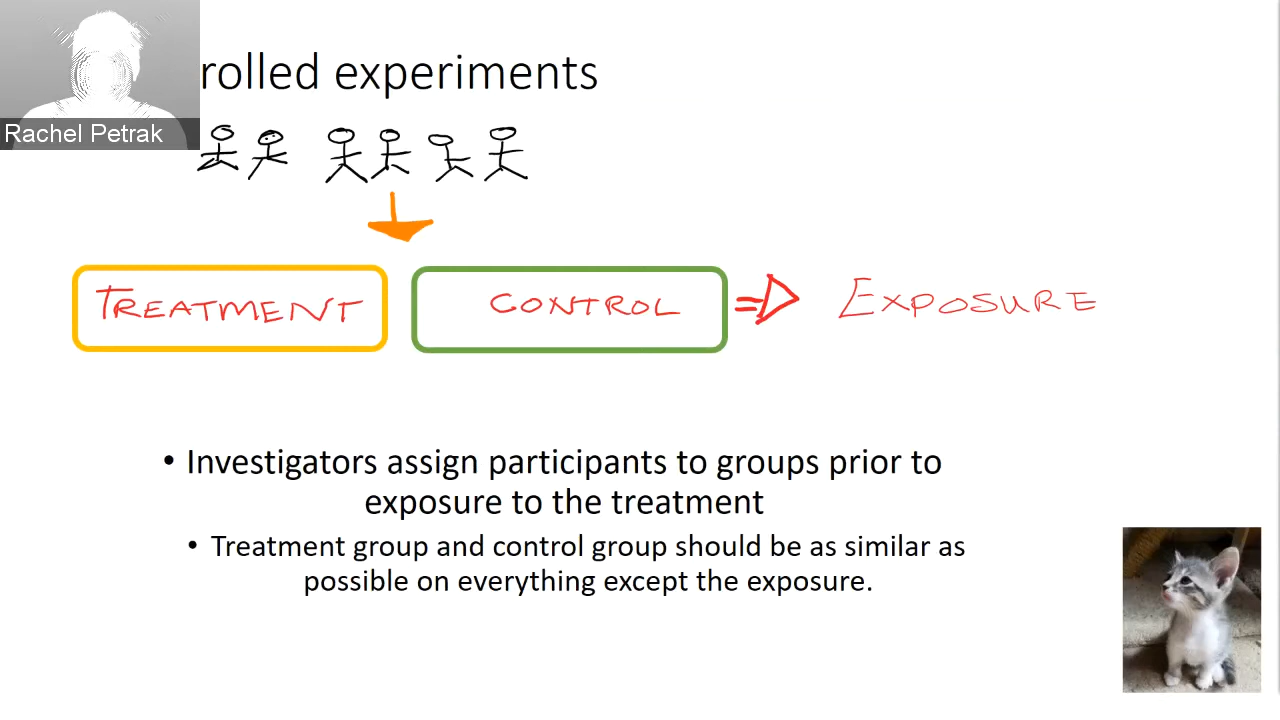 rolled experiments
Rachel Petrak
TREATMENT
CONTROL
EXPOSURE
• Investigators assign participants to groups prior to
exposure to the treatment
• Treatment group and control group should be as similar as
possible on everything except the exposure.